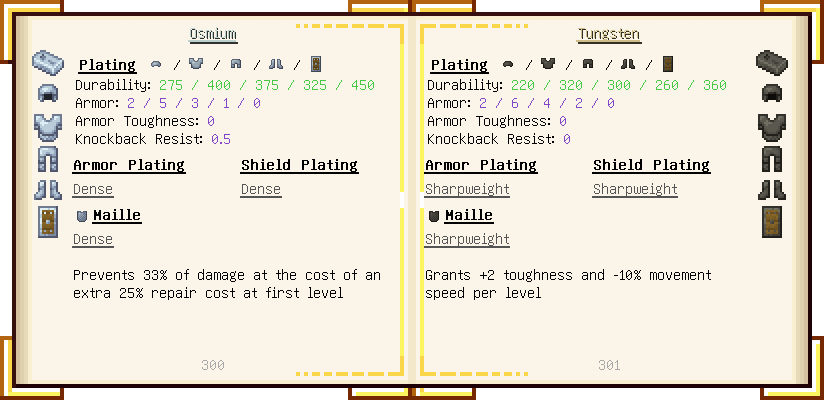 Osmium
Plating / / / /
Durability: 275 / 400 / 375 / 325 / 450
Armor: 2 / 5 / 3 / 1 / 0
Armor Toughness: 0
Knockback Resist: 0.5
Armor Plating
Shield Plating
Dense
Dense
Maille
Dense
Prevents 33% of damage at the cost of an
extra 25% repair cost at first level
300
Tungsten
Plating / / / /
Durability: 220 / 320 / 300 / 260 / 360
Armor: 2 / 6 / 4 / 2 / 0
Armor Toughness: 0
Knockback Resist: 0
Armor Plating
Shield Plating
Sharpweight
Sharpweight
Maille
Sharpweight
Grants +2 toughness and -10% movement
speed per level
301